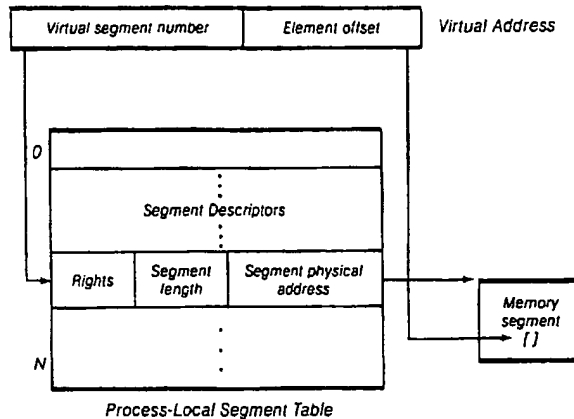 Virtual segment number
Element offset
Virtual Address
0
Segment Descriptors
Rights
Segment length
Segment physical address
Memory segment
[ ]
N
Process-Local Segment Table